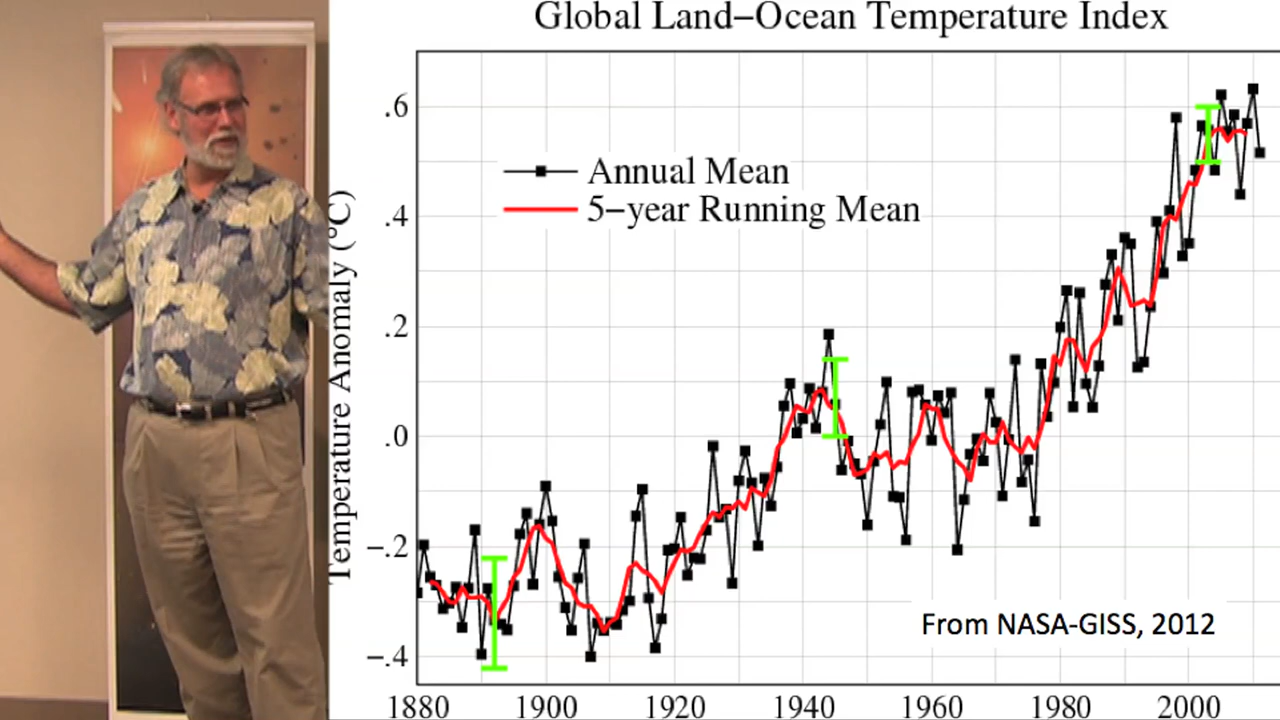 Global Land−Ocean Temperature Index
Temperature Anomaly (°C)
.6
.4
.2
.0
−.2
−.4
Annual Mean
5−year Running Mean
From NASA-GISS, 2012
1880 1900 1920 1940 1960 1980 2000